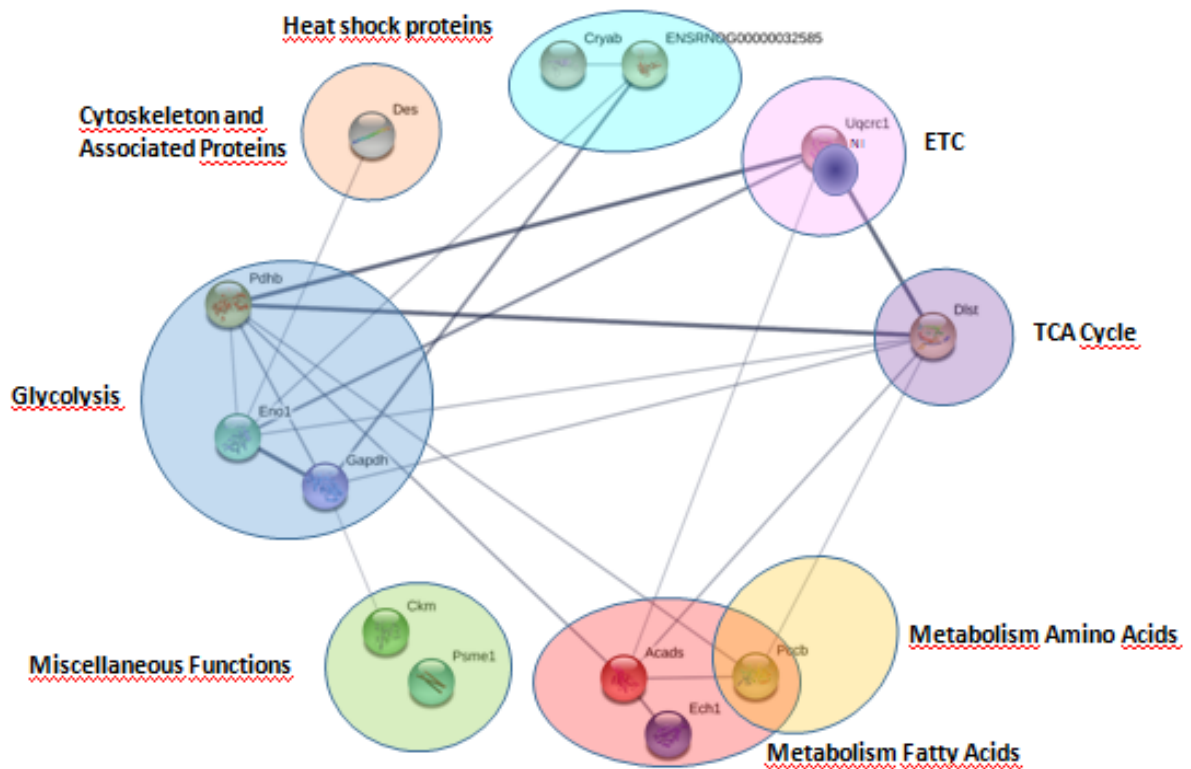 Heat shock proteins
Cryab
ENSRNOG00000032585
Cytoskeleton and
Associated Proteins
Des
Uqcrc1
ETC
Pdhb
Dlst
TCA Cycle
Glycolysis
Eno1
Gapdh
Ckm
Psme1
Miscellaneous Functions
Acads
Pccb
Ech1
Metabolism Amino Acids
Metabolism Fatty Acids